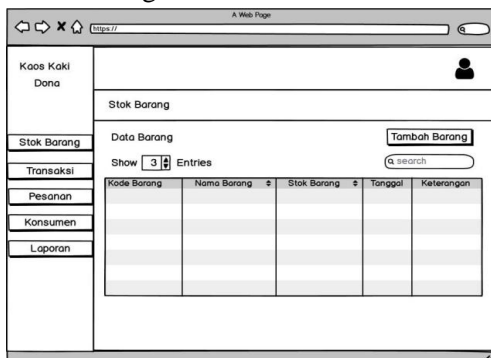 A Web Page
https://
Kaos Kaki
Dona
Stok Barang
Stok Barang
Transaksi
Pesanan
Konsumen
Laporan
Data Barang
Tambah Barang
Show 3 Entries
search
Kode Barang Nama Barang Stok Barang Tanggal Keterangan